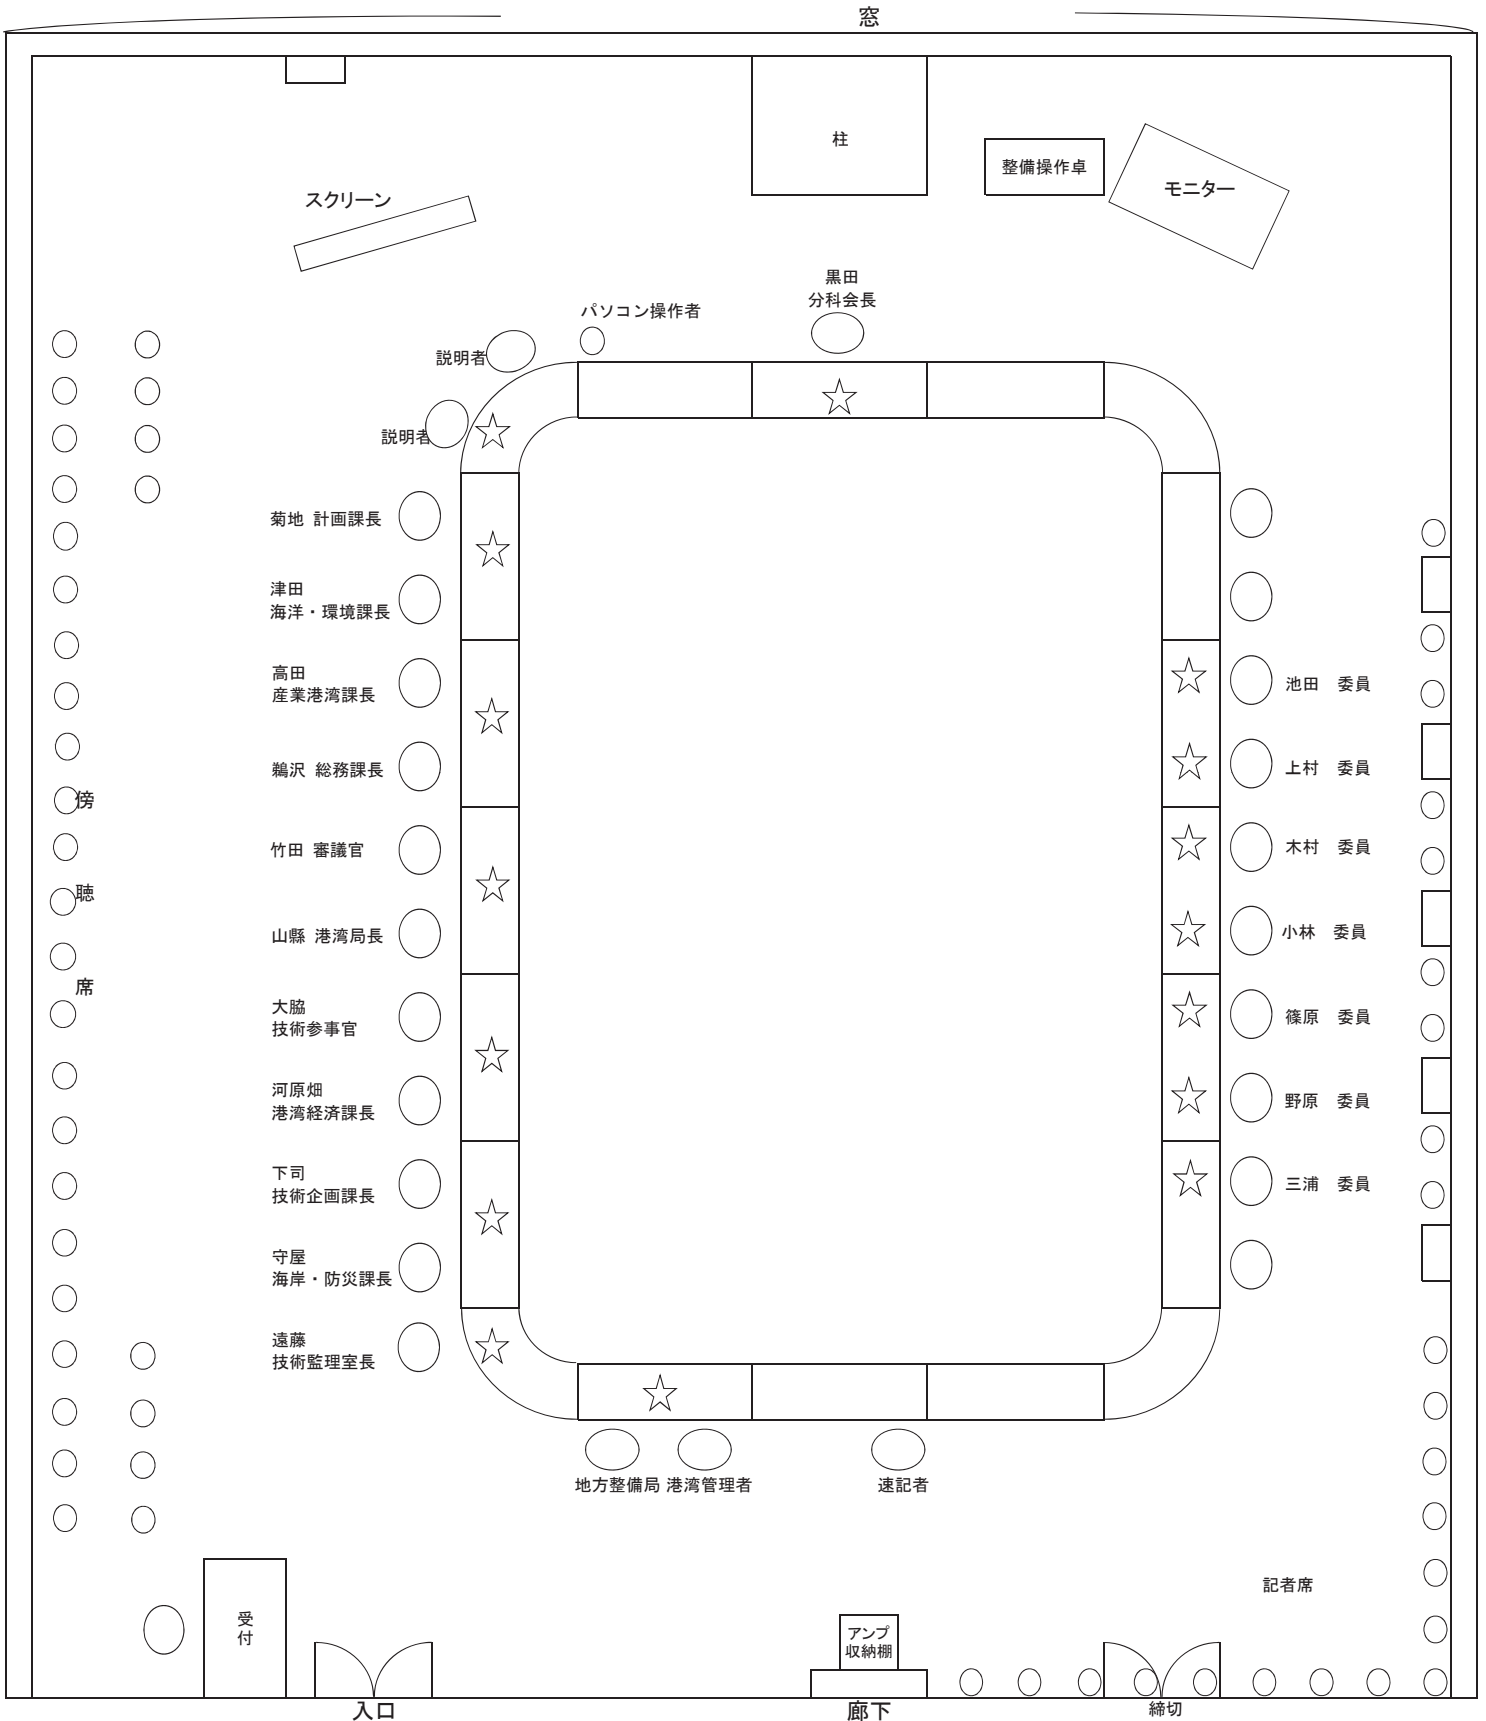 窓
柱
整備操作卓
モニター
スクリーン
黒田
分科会長
パソコン操作者
説明者
説明者
菊地 計画課長
津田
海洋・環境課長
高田
産業港湾課長
鵜沢 総務課長
竹田 審議官
山縣 港湾局長
大脇
技術参事官
河原畑
港湾経済課長
下司
技術企画課長
守屋
海岸・防災課長
遠藤
技術監理室長
池田 委員
上村 委員
木村 委員
小林 委員
篠原 委員
野原 委員
三浦 委員
傍
聴
席
地方整備局 港湾管理者
速記者
記者席
受
付
アンプ
収納棚
入口
廊下
締切